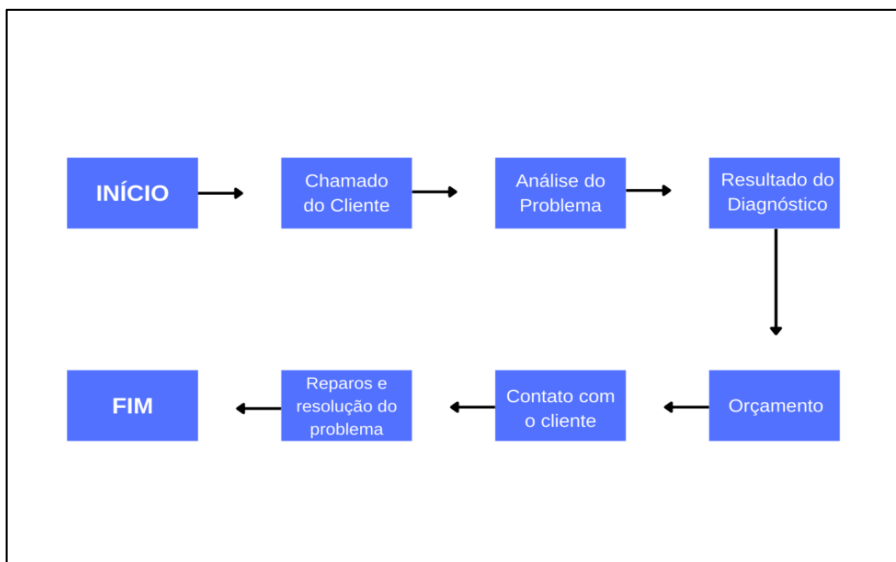 INÍCIO
Chamado
do Cliente
Análise do
Problema
Resultado do
Diagnóstico
Orçamento
Contato com
o cliente
Reparos e
resolução do
problema
FIM